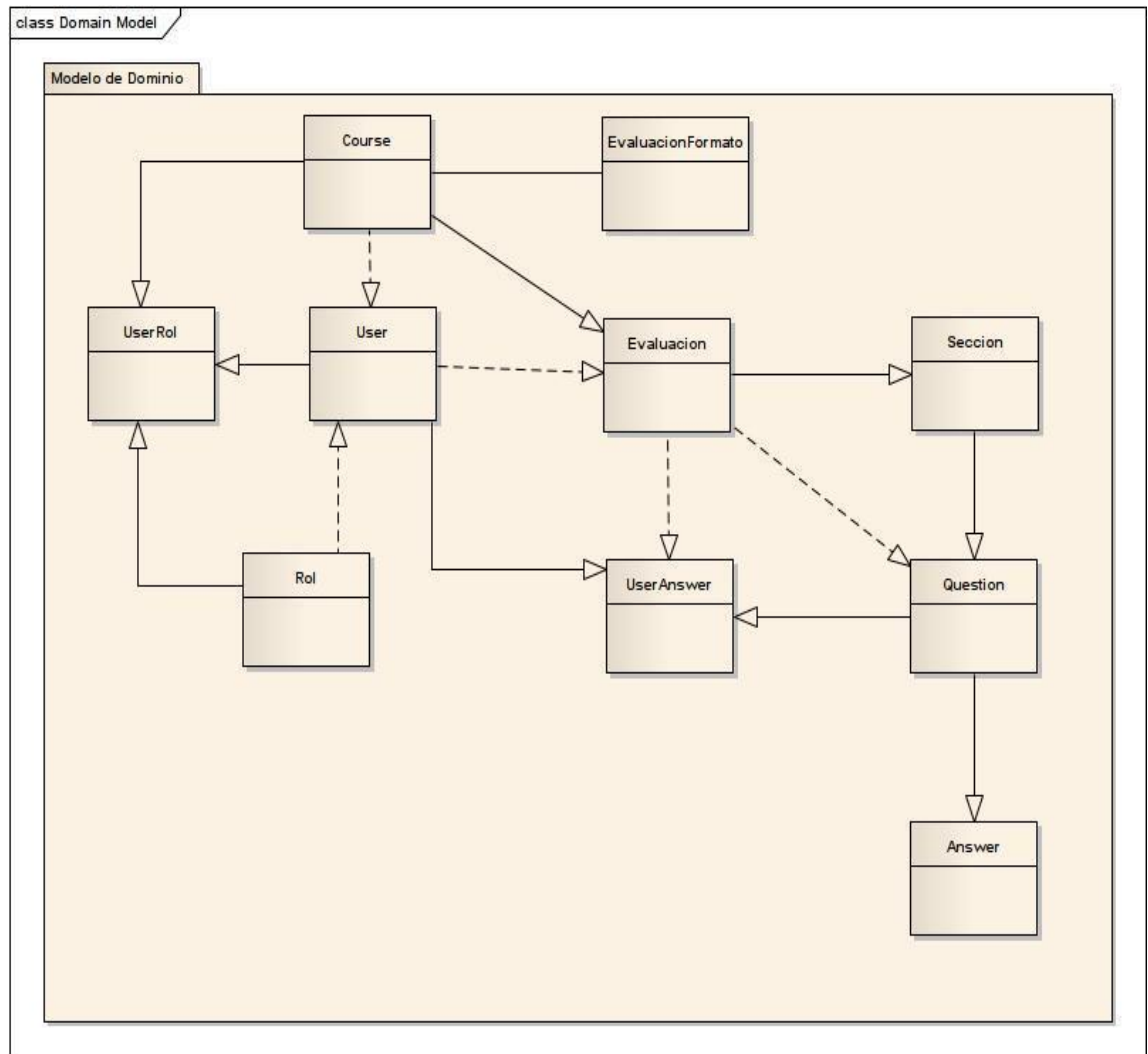 class Domain Model
Modelo de Dominio
Course
EvaluacionFormato
UserRol
User
Evaluacion
Seccion
Rol
UserAnswer
Question
Answer